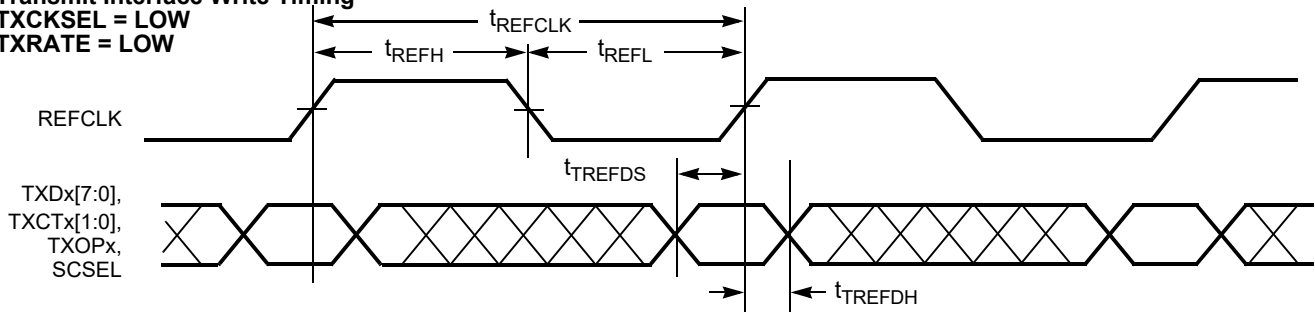 Transmit Interface Write Timing
TXCKSEL = LOW
TXRATE = LOW
tREFCLK
tREFH
tREFL
REFCLK
tTREFDS
TXDx[7:0],
TXCTx[1:0],
TXOPx,
SCSEL
tTREFDH